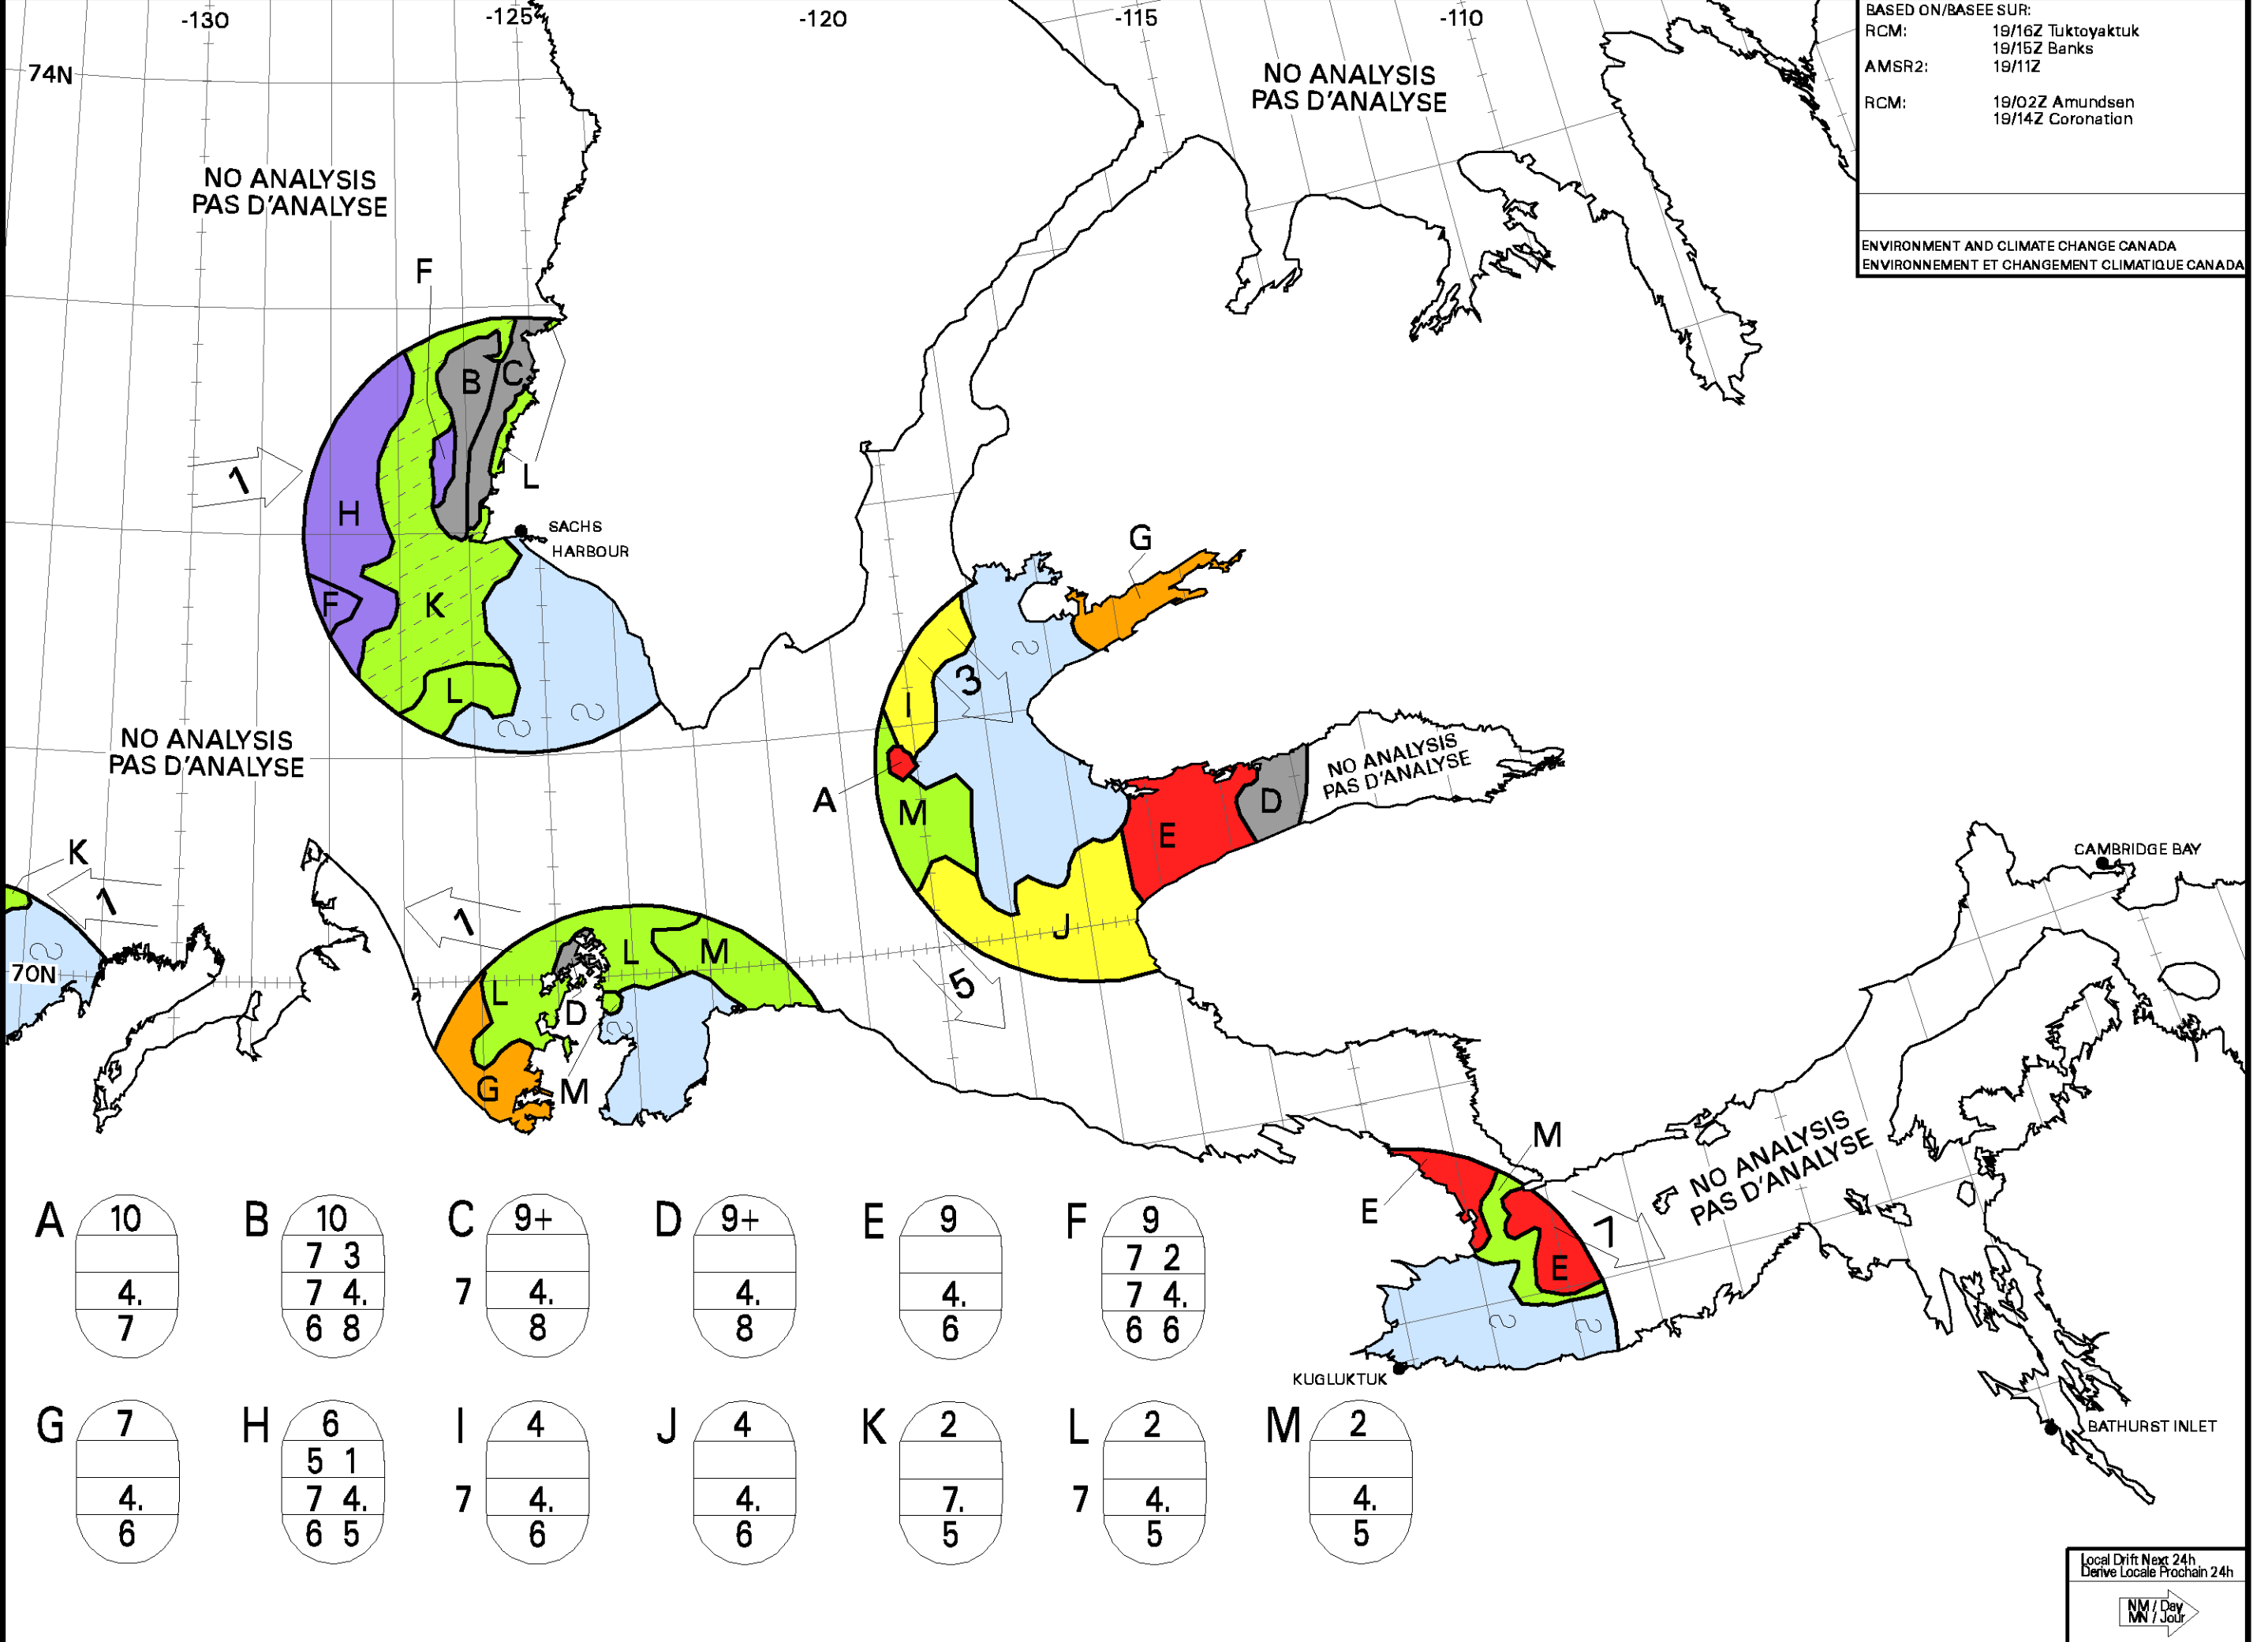 -130
-125
-120
-115
-110
BASED ON/BASEE SUR:
RCM: 19/16Z Tuktoyaktuk
19/15Z Banks
AMSR2: 19/11Z
RCM: 19/02Z Amundsen
19/14Z Coronation
ENVIRONMENT AND CLIMATE CHANGE CANADA
ENVIRONNEMENT ET CHANGEMENT CLIMATIQUE CANADA
74N
NO ANALYSIS
PAS D'ANALYSE
NO ANALYSIS
PAS D'ANALYSE
F
B
C
1
L
H
SACHS
HARBOUR
G
F
K
3
L
I
NO ANALYSIS
PAS D'ANALYSE
NO ANALYSIS
PAS D'ANALYSE
A
M
D
E
K
1
CAMBRIDGE BAY
1
L
M
J
70N
L
5
D
G
M
M
NO ANALYSIS
PAS D'ANALYSE
E
7
E
KUGLUKTUK
BATHURST INLET
A
10
4.
7
B
10
7 3
7 4.
6 8
C
9+
7 4.
8
D
9+
4.
8
E
9
4.
6
F
9
7 2
7 4.
6 6
G
7
4.
6
H
6
5 1
7 4.
6 5
I
4
7 4.
6
J
4
4.
6
K
2
7.
5
L
2
7 4.
5
M
2
4.
5
Local Drift Next 24h
Derive Locale Prochain 24h
NM / Day
MN / Jour